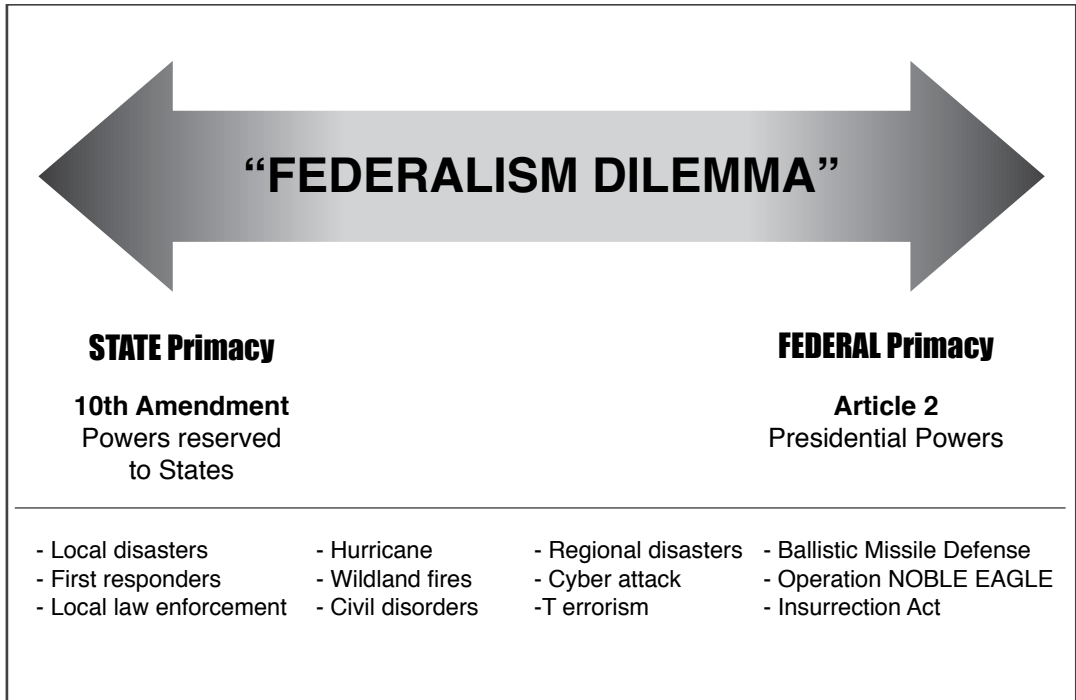 “FEDERALISM DILEMMA”
STATE Primacy
10th Amendment
Powers reserved
to States
FEDERAL Primacy
Article 2
Presidential Powers
- Local disasters
- First responders
- Local law enforcement
- Hurricane
- Wildland fires
- Civil disorders
- Regional disasters
- Cyber attack
-T errorism
- Ballistic Missile Defense
- Operation NOBLE EAGLE
- Insurrection Act